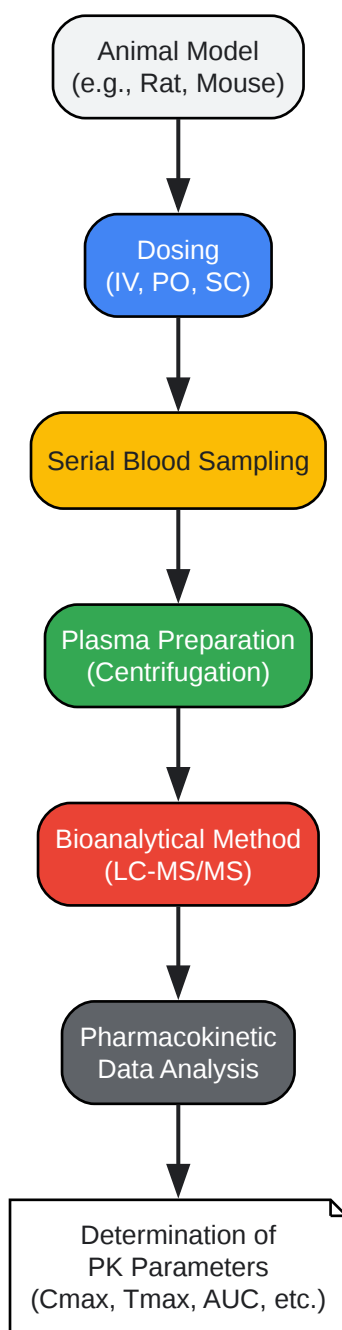 Animal Model
(e.g., Rat, Mouse)
Dosing
(IV, PO, SC)
Serial Blood Sampling
Plasma Preparation
(Centrifugation)
Bioanalytical Method
(LC-MS/MS)
Pharmacokinetic
Data Analysis
Determination of
PK Parameters
(Cmax, Tmax, AUC, etc.)